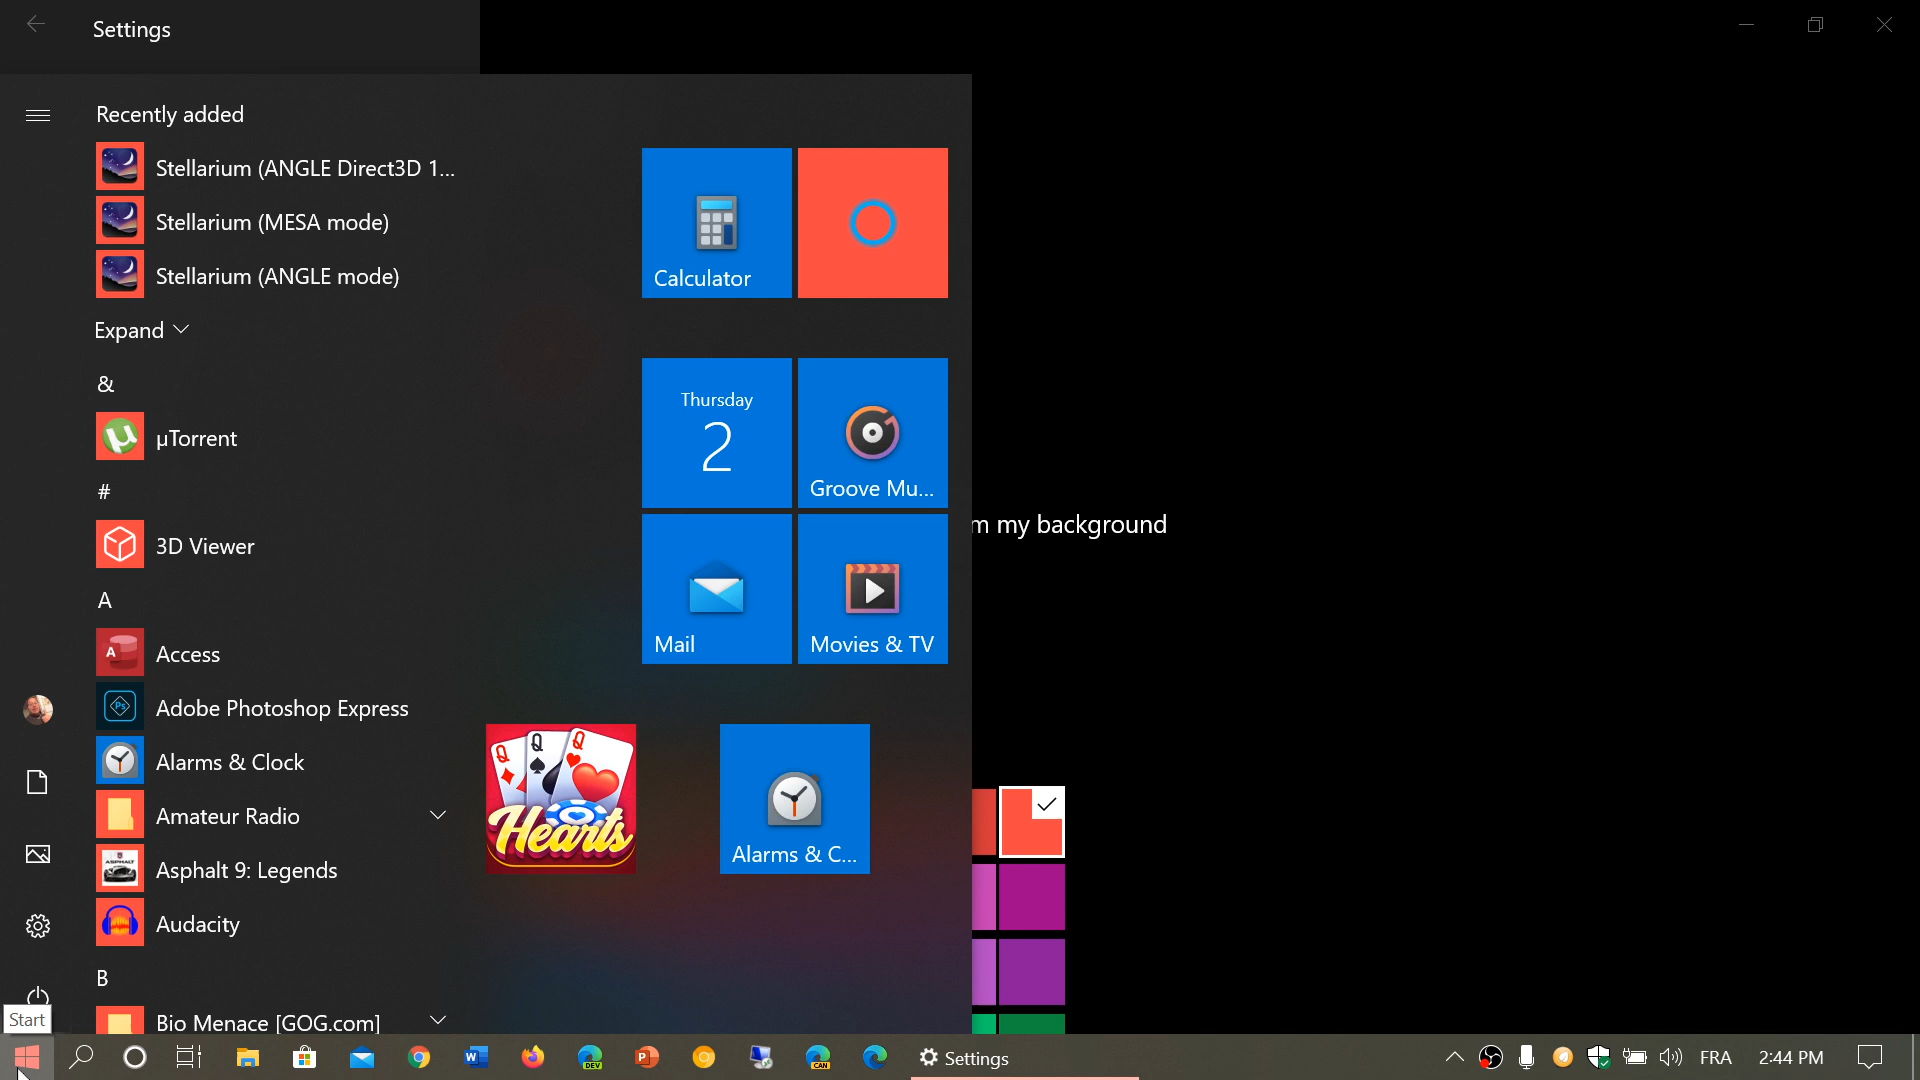 Settings
Recently added
Stellarium (ANGLE Direct3D 1...
Stellarium (MESA mode)
Stellarium (ANGLE mode)
Expand
&
µTorrent
#
3D Viewer
A
Access
Adobe Photoshop Express
Alarms & Clock
Amateur Radio
Asphalt 9: Legends
Audacity
B
Bio Menace [GOG.com]
Start
Calculator
Thursday
2
Groove Mu...
Mail
Movies & TV
Hearts
Alarms & C...
m my background
Settings
FRA
2:44 PM